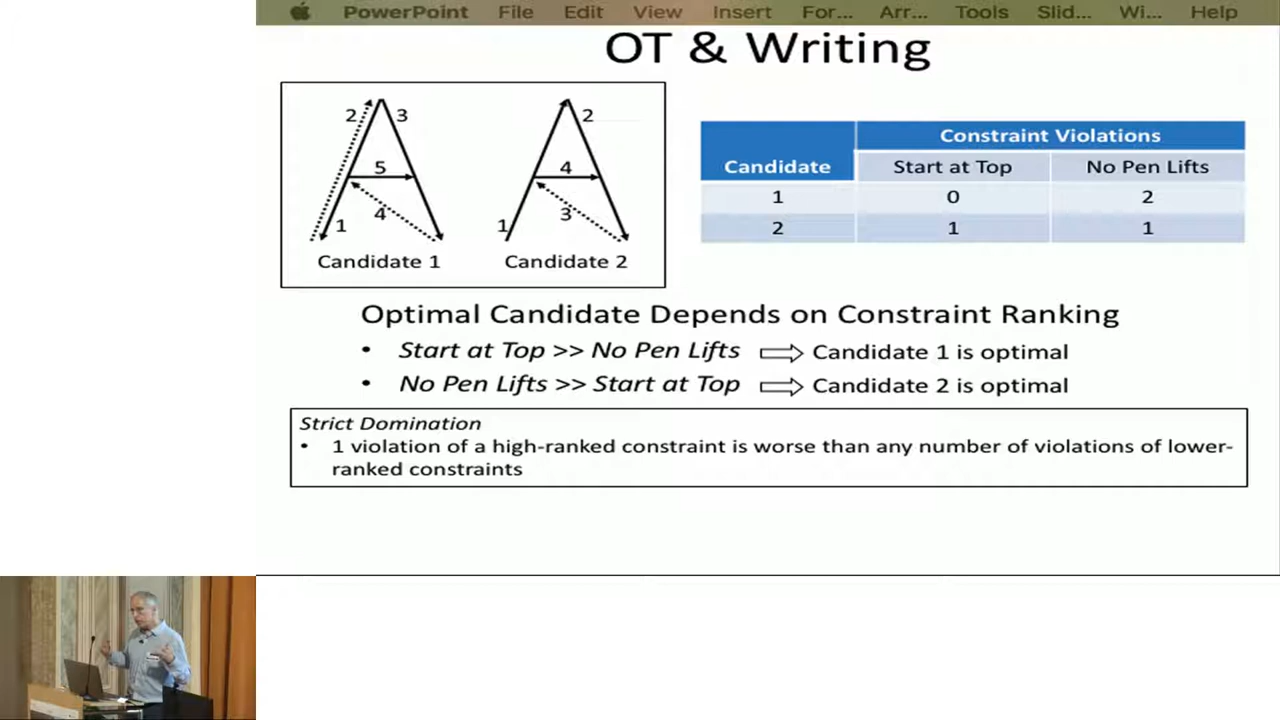 PowerPoint File Edit View Insert For... Arr... Tools Slid... Wi... Help
OT & Writing
2 3
5
4
1
Candidate 1
2
4
3
1
Candidate 2
Constraint Violations
Candidate Start at Top No Pen Lifts
1 0 2
2 1 1
Optimal Candidate Depends on Constraint Ranking
• Start at Top >> No Pen Lifts ⇒ Candidate 1 is optimal
• No Pen Lifts >> Start at Top ⇒ Candidate 2 is optimal
Strict Domination
• 1 violation of a high-ranked constraint is worse than any number of violations of lower-
ranked constraints